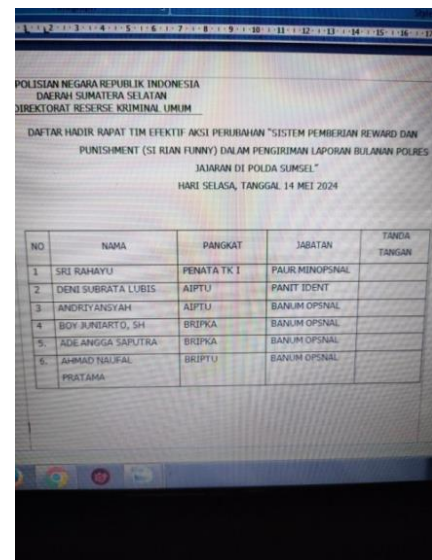 POLISIAN NEGARA REPUBLIK INDONESIA
DAERAH SUMATERA SELATAN
DIREKTORAT RESERSE KRIMINAL UMUM
DAFTAR HADIR RAPAT TIM EFEKTIF AKSI PERUBAHAN "SISTEM PEMBERIAN REWARD DAN
PUNISHMENT (SI RIAN FUNNY) DALAM PENGIRIMAN LAPORAN BULANAN POLRES
JAJARAN DI POLDA SUMSEL"
HARI SELASA, TANGGAL 14 MEI 2024
NO NAMA PANGKAT JABATAN TANDA TANGAN
1 SRI RAHAYU PENATA TK I PAUR MINOPSNAL
2 DENI SUBRATA LUBIS AIPTU PANIT IDENT
3 ANDRIYANSYAH AIPTU BANUM OPSNAL
4 BOY JUNIARTO, SH BRIPKA BANUM OPSNAL
5. ADE ANGGA SAPUTRA BRIPKA BANUM OPSNAL
6. AHMAD NAUFAL BRIPTU BANUM OPSNAL
PRATAMA